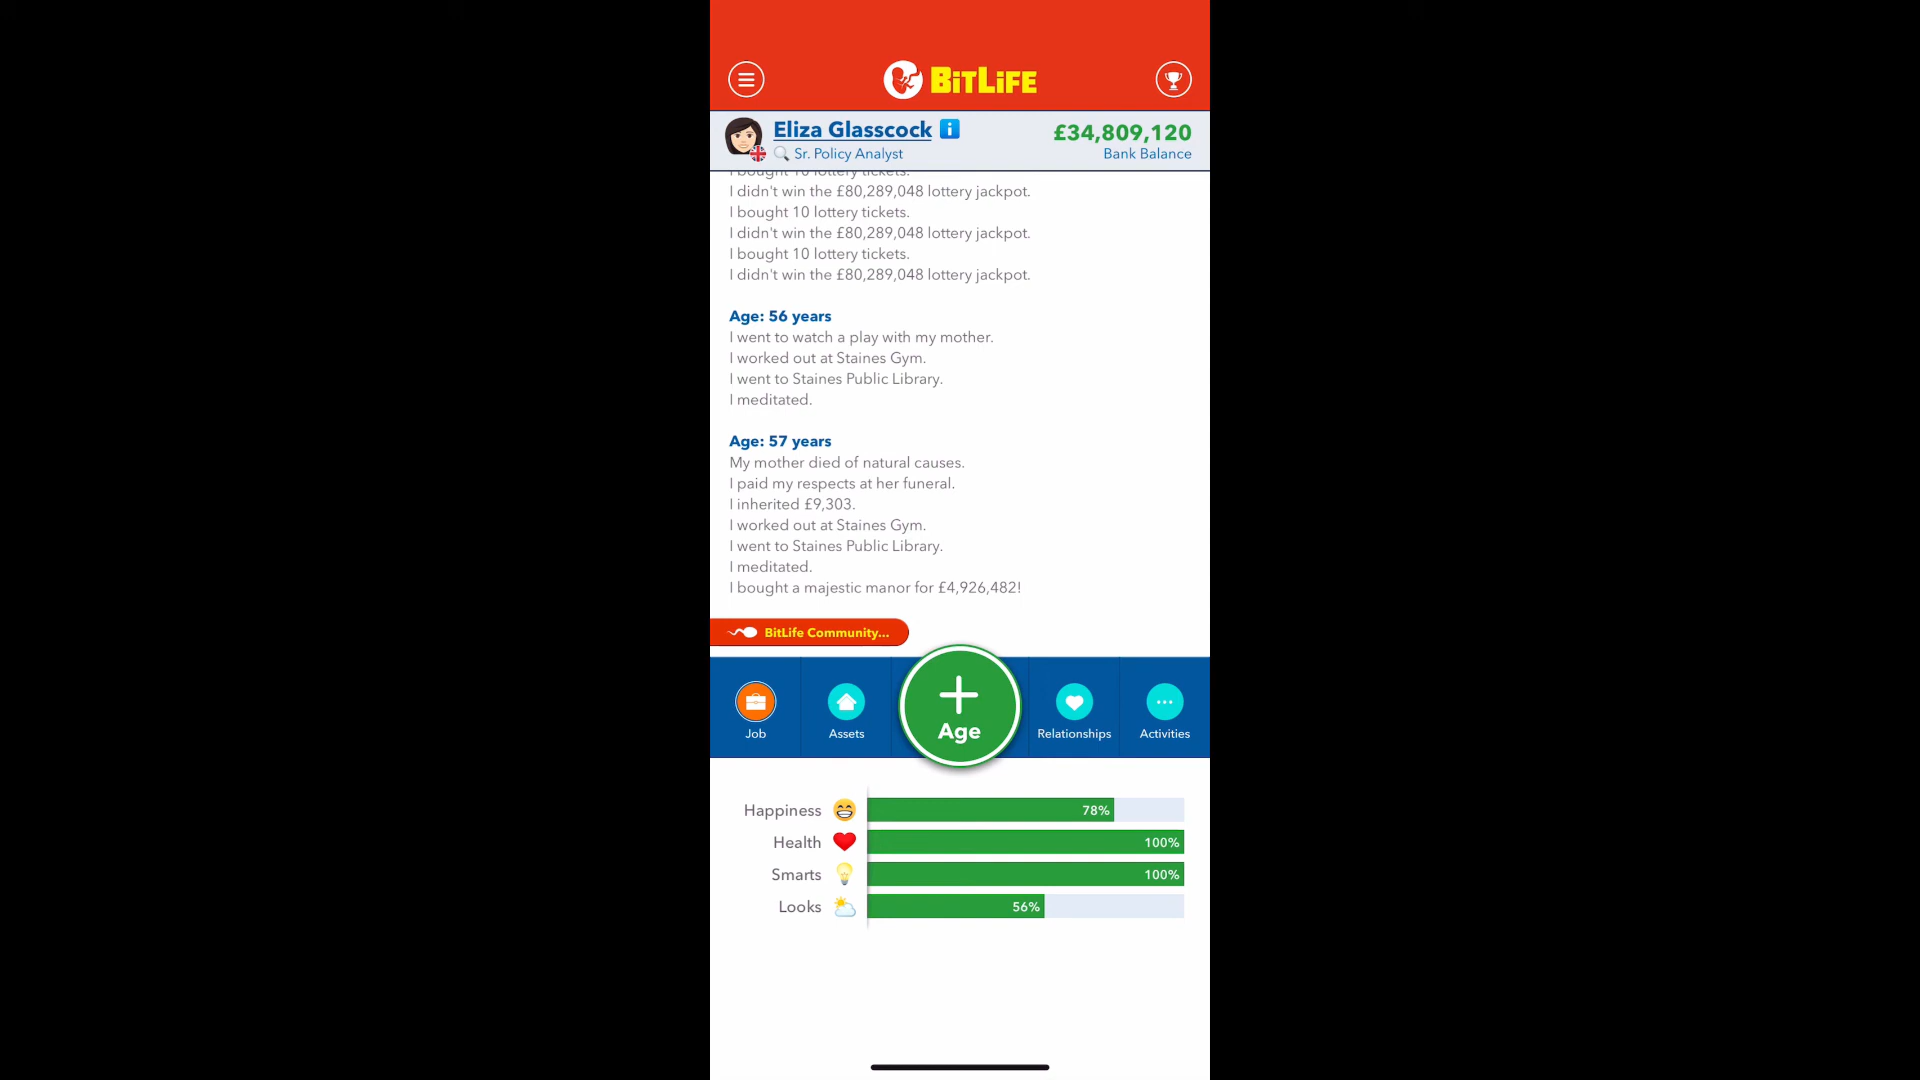 BitLife
Eliza Glasscock
£34,809,120
Sr. Policy Analyst
Bank Balance
I bought 10 lottery tickets.
I didn't win the £80,289,048 lottery jackpot.
I bought 10 lottery tickets.
I didn't win the £80,289,048 lottery jackpot.
I bought 10 lottery tickets.
I didn't win the £80,289,048 lottery jackpot.
Age: 56 years
I went to watch a play with my mother.
I worked out at Staines Gym.
I went to Staines Public Library.
I meditated.
Age: 57 years
My mother died of natural causes.
I paid my respects at her funeral.
I inherited £9,303.
I worked out at Staines Gym.
I went to Staines Public Library.
I meditated.
I bought a majestic manor for £4,926,482!
BitLife Community...
Job
Assets
Age
Relationships
Activities
Happiness 78%
Health 100%
Smarts 100%
Looks 56%